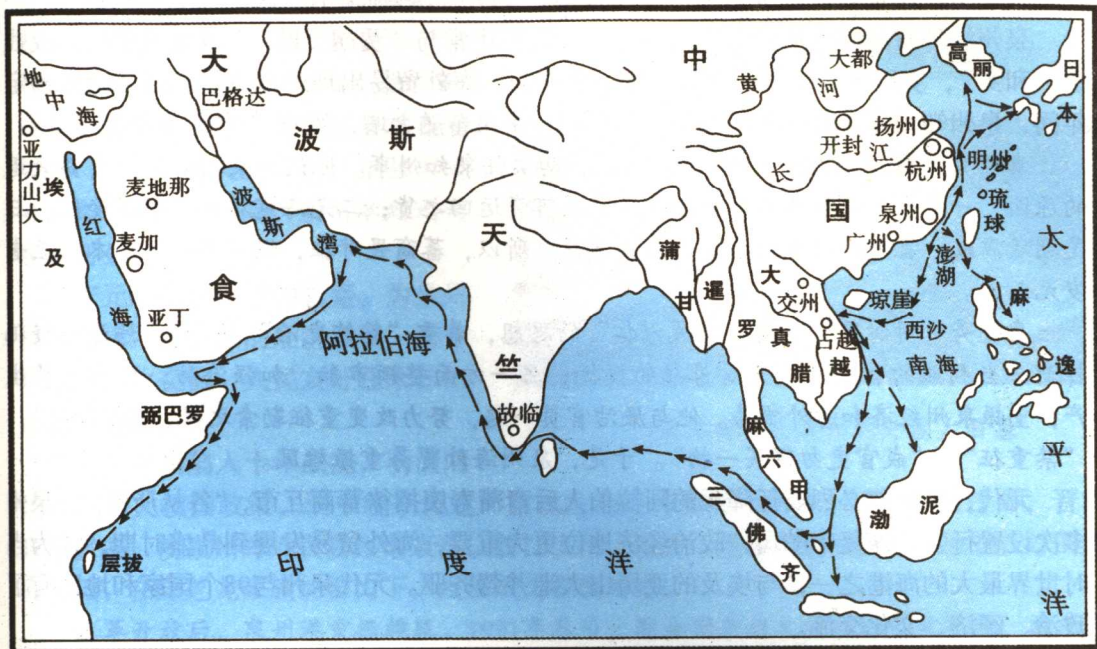 地中海
亚力山大
埃及
红海
麦地那
麦加
亚丁
大食
巴格达
波斯
波斯湾
阿拉伯海
弼巴罗
层拔
天竺
故临
印度洋
蒲甘
暹
罗
大越
交州
真腊
占越
麻六甲
佛齐
渤泥
中国
黄河
长江
大都
开封
扬州
杭州
明州
泉州
广州
高丽
日本
琉球
澎湖
琼崖
西沙
南海
麻逸
太平洋